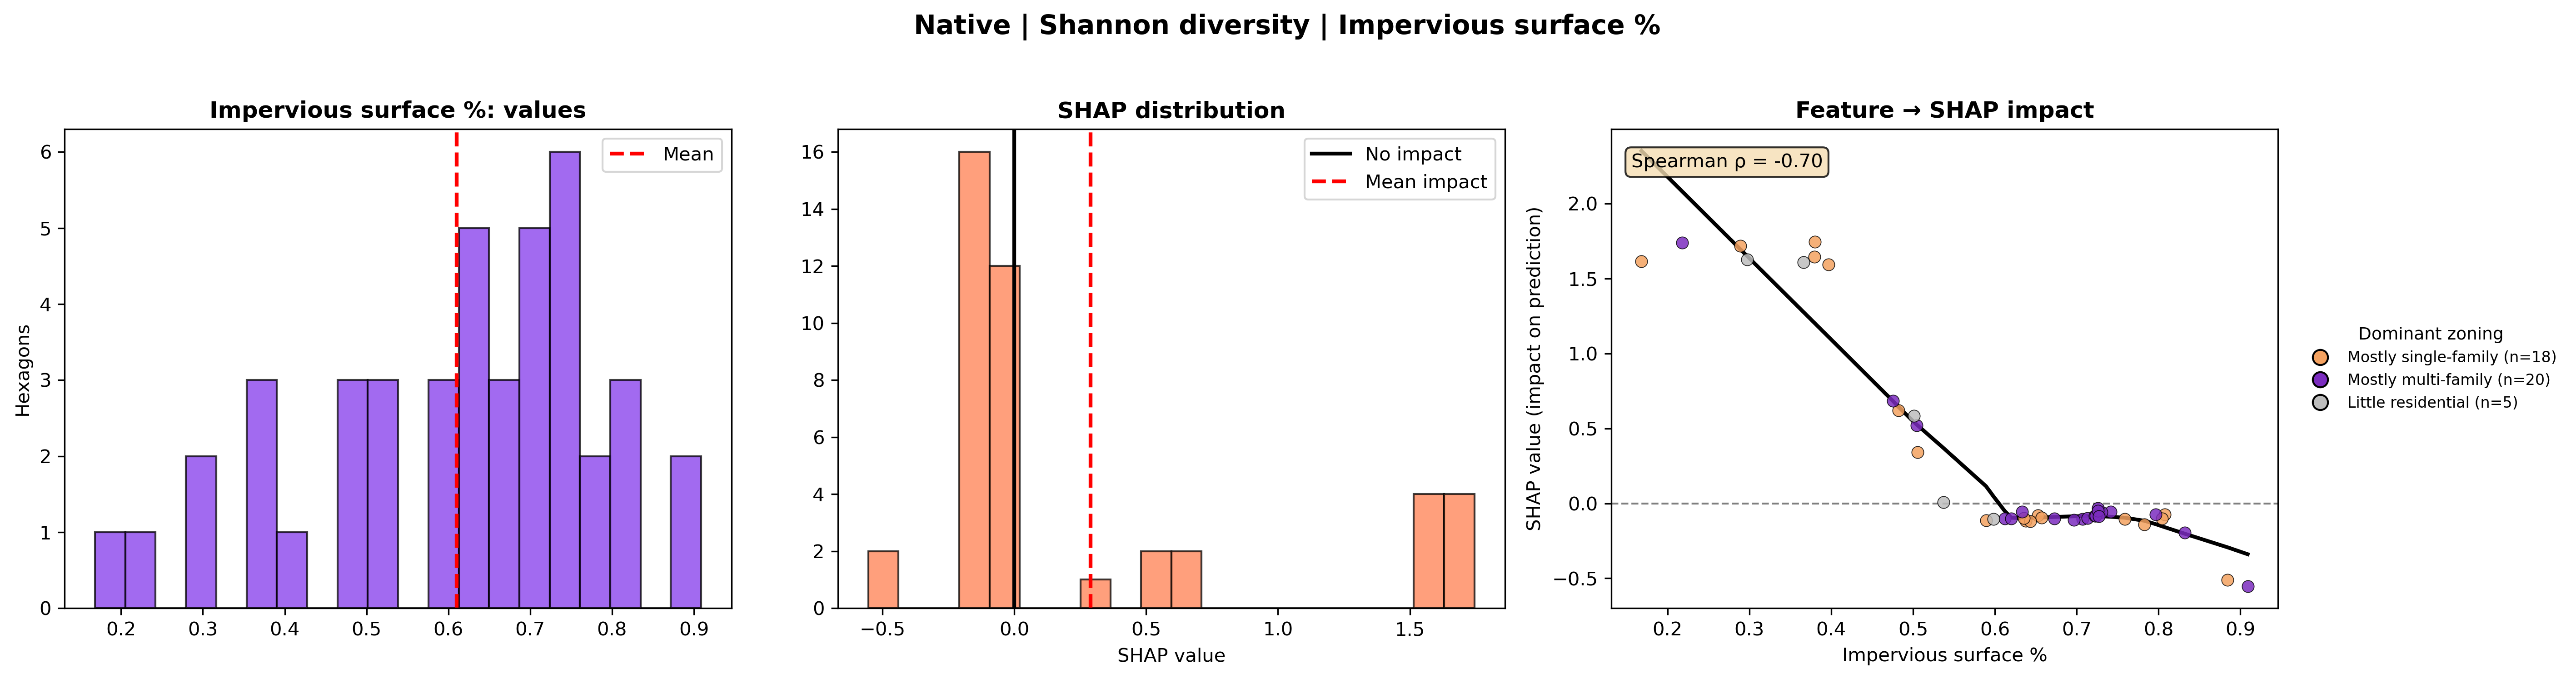 Native | Shannon diversity | Impervious surface %
Impervious surface %: values
Mean
Hexagons
6
5
4
3
2
1
0
0.2 0.3 0.4 0.5 0.6 0.7 0.8 0.9
SHAP distribution
No impact
Mean impact
16
14
12
10
8
6
4
2
0
−0.5 0.0 0.5 1.0 1.5
SHAP value
Feature → SHAP impact
Spearman ρ = -0.70
SHAP value (impact on prediction)
2.0
1.5
1.0
0.5
0.0
−0.5
0.2 0.3 0.4 0.5 0.6 0.7 0.8 0.9
Impervious surface %
Dominant zoning
Mostly single-family (n=18)
Mostly multi-family (n=20)
Little residential (n=5)